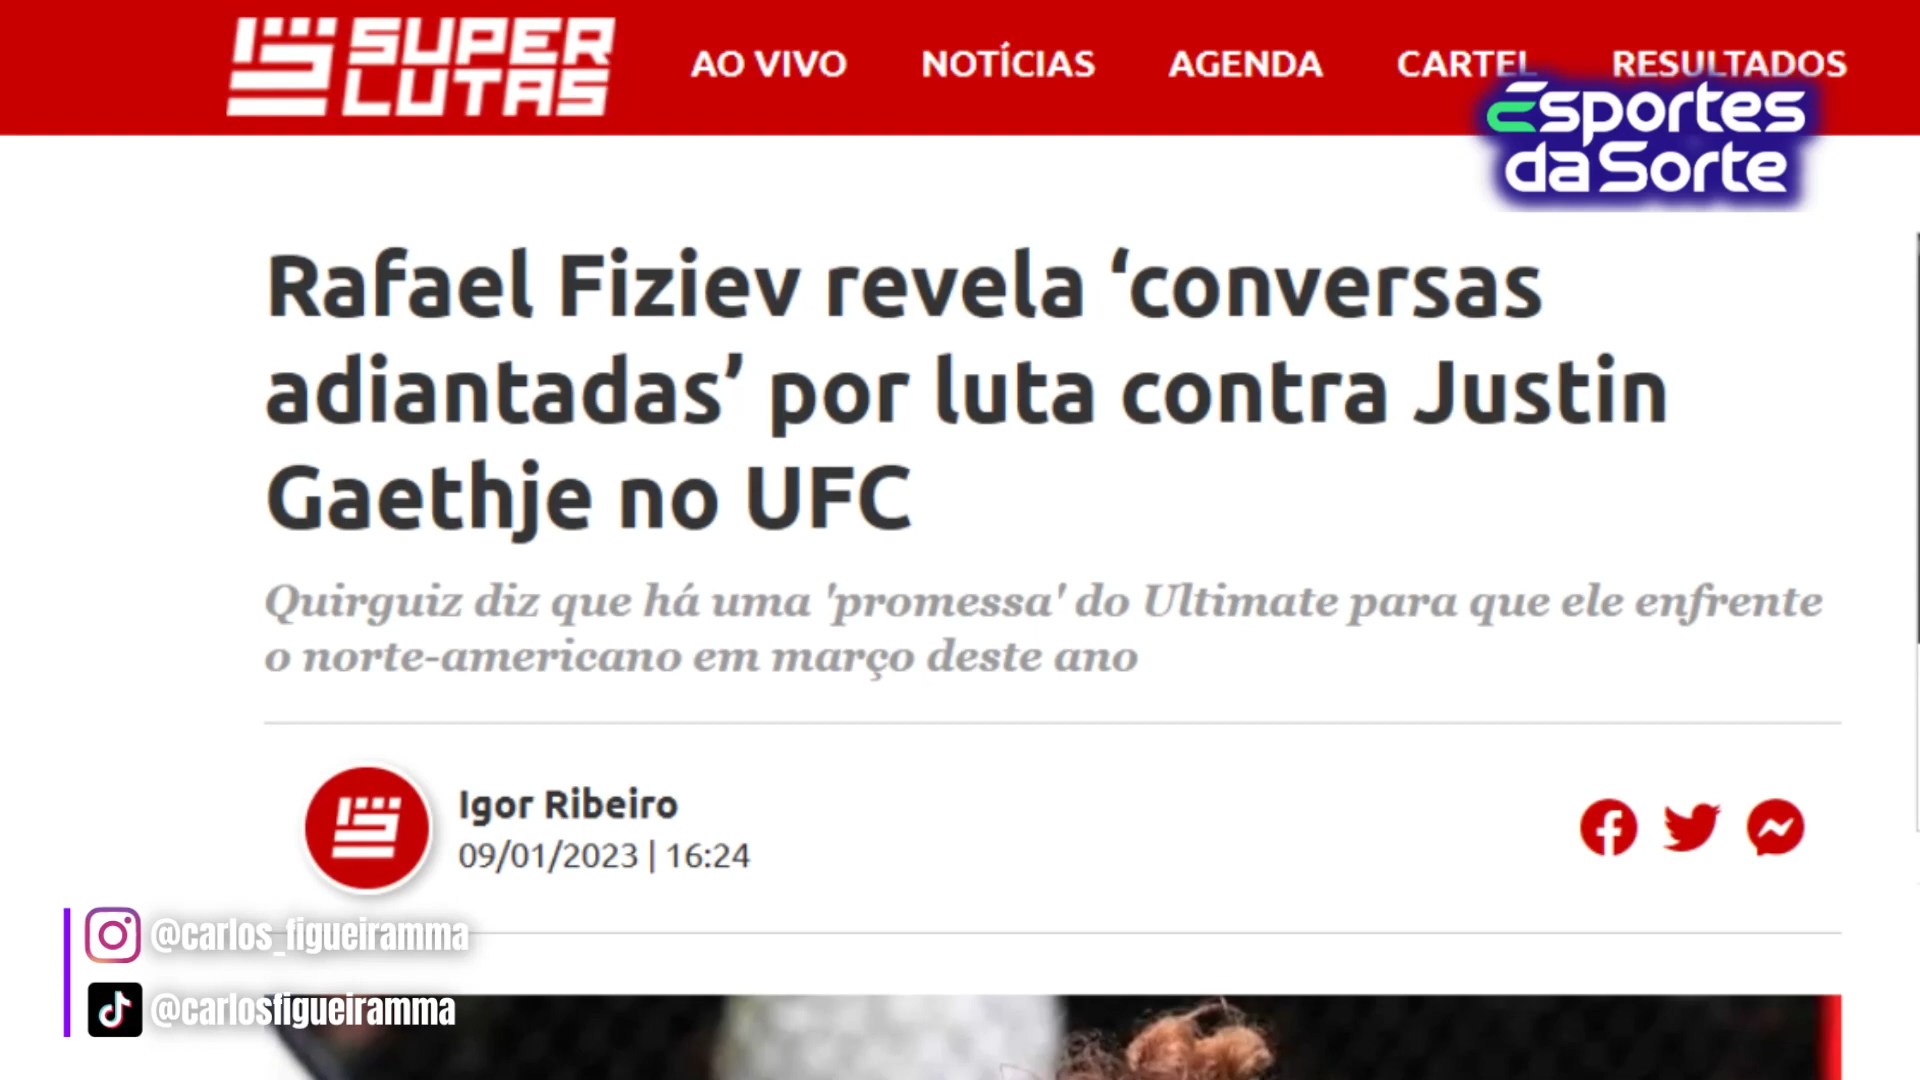 SUPER
LUTAS
AO VIVO NOTÍCIAS AGENDA CARTEL RESULTADOS
Esportes
da Sorte
Rafael Fiziev revela ‘conversas
adiantadas’ por luta contra Justin
Gaethje no UFC
Quirguiz diz que há uma 'promessa' do Ultimate para que ele enfrente
o norte-americano em março deste ano
Igor Ribeiro
09/01/2023 | 16:24
@carlos_figueiramma
@carlosfigueiramma